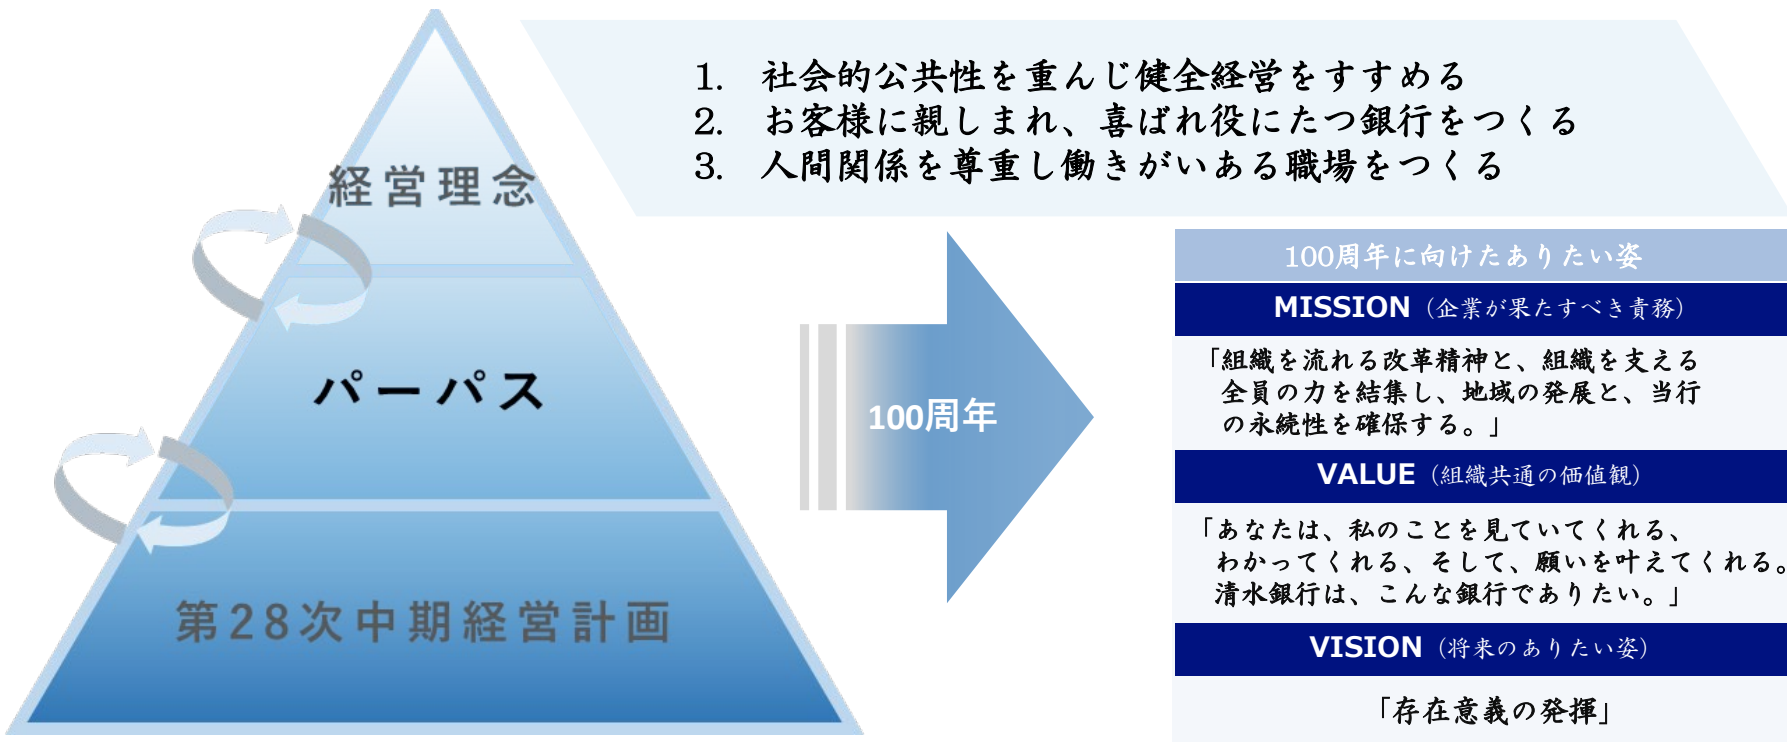 1. 社会的公共性を重んじ健全経営をすすめる
2. お客様に親しまれ、喜ばれ役にたつ銀行をつくる
3. 人間関係を尊重し働きがいある職場をつくる
経営理念
パーパス
第28次中期経営計画
100周年
100周年に向けたありたい姿
MISSION（企業が果たすべき責務）
「組織を流れる改革精神と、組織を支える
全員の力を結集し、地域の発展と、当行
の永続性を確保する。」
VALUE（組織共通の価値観）
「あなたは、私のことを見ていてくれる、
わかってくれる、そして、願いを叶えてくれる。
清水銀行は、こんな銀行でありたい。」
VISION（将来のありたい姿）
「存在意義の発揮」